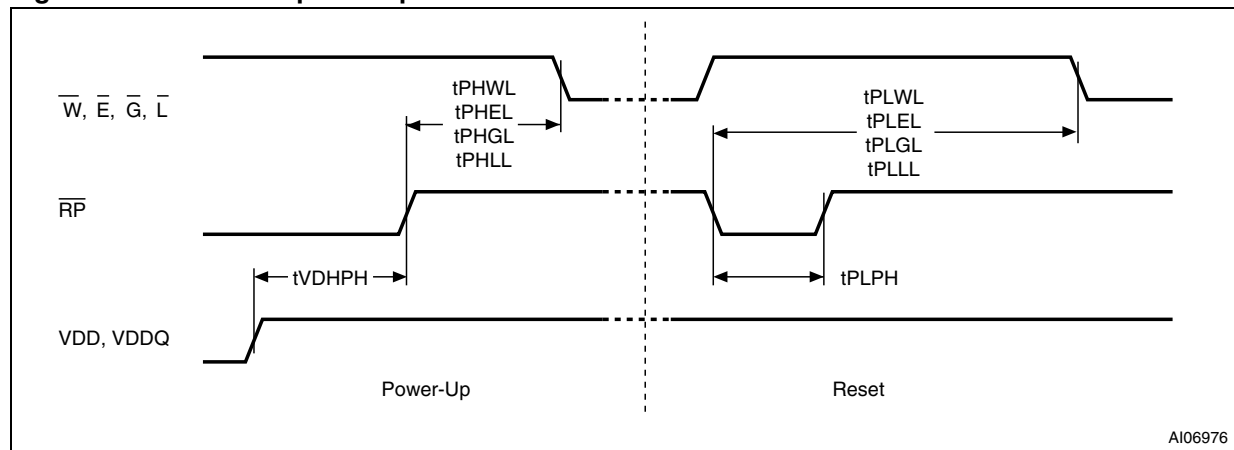 W, E, G, L
tPHWL
tPHEL
tPHGL
tPHLL
tPLWL
tPLEL
tPLGL
tPLLL
RP
tVDHPH
tPLPH
VDD, VDDQ
Power-Up
Reset
AI06976